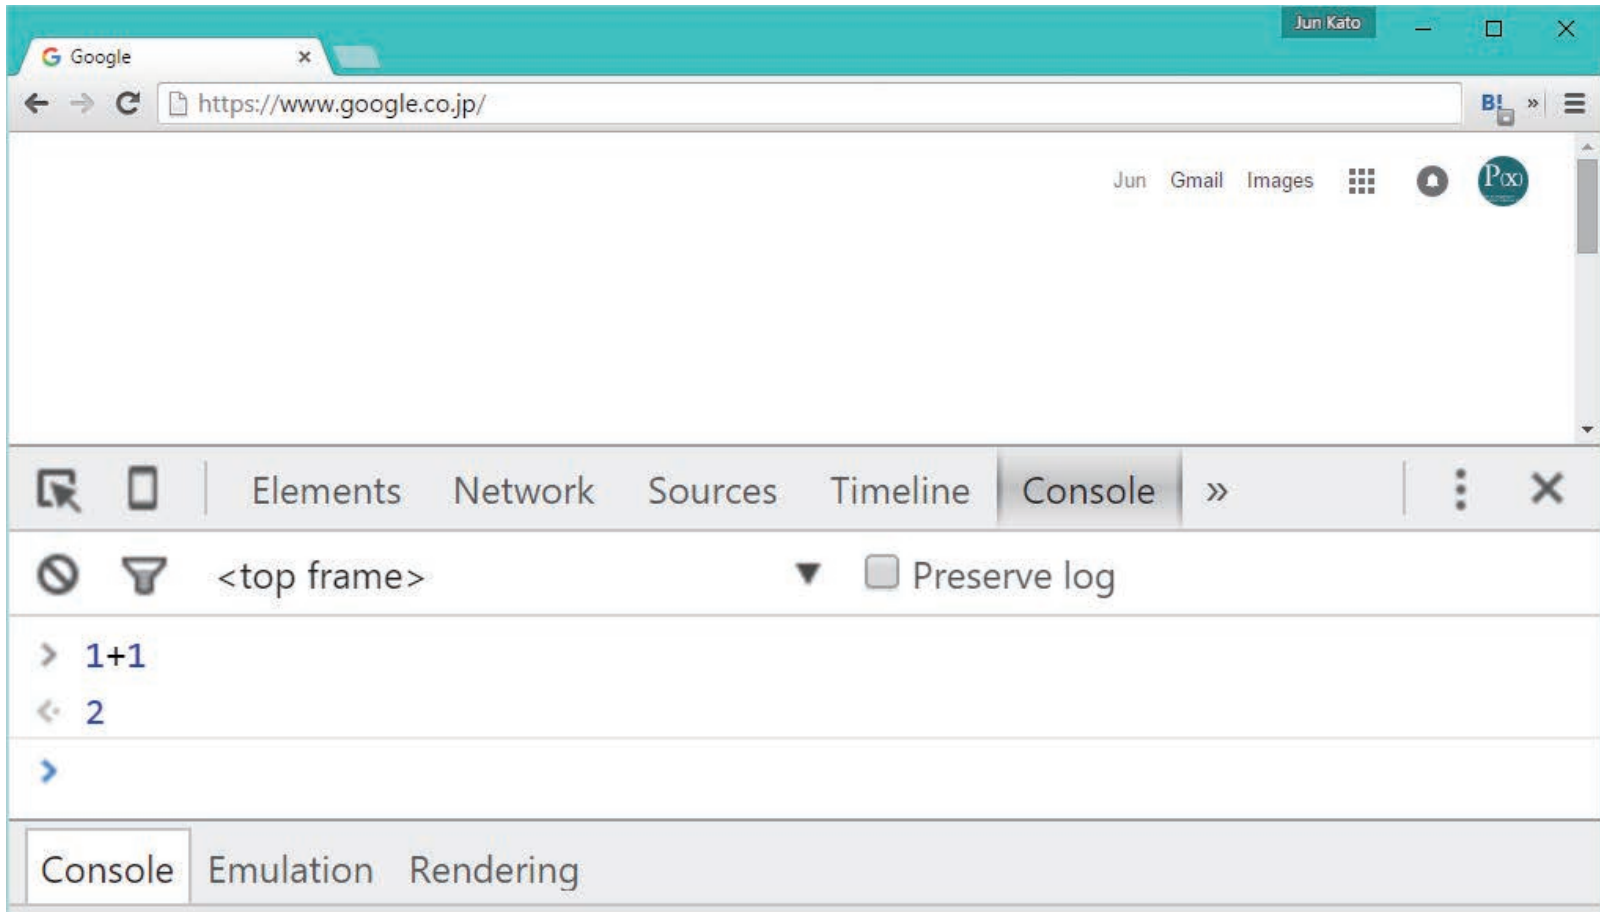 Jun Kato
Google
https://www.google.co.jp/
B!
»
Jun Gmail Images
P(x)
Elements Network Sources Timeline Console »
<top frame> Preserve log
> 1+1
2
>
Console Emulation Rendering